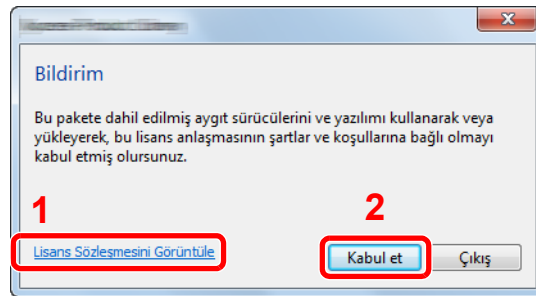 Bildirim
Bu pakete dahil edilmiş aygıt sürücülerini ve yazılımı kullanarak veya
yükleyerek, bu lisans anlaşmasının şartlar ve koşullarına bağlı olmayı
kabul etmiş olursunuz.
1
2
Lisans Sözleşmesini Görüntüle
Kabul et
Çıkış